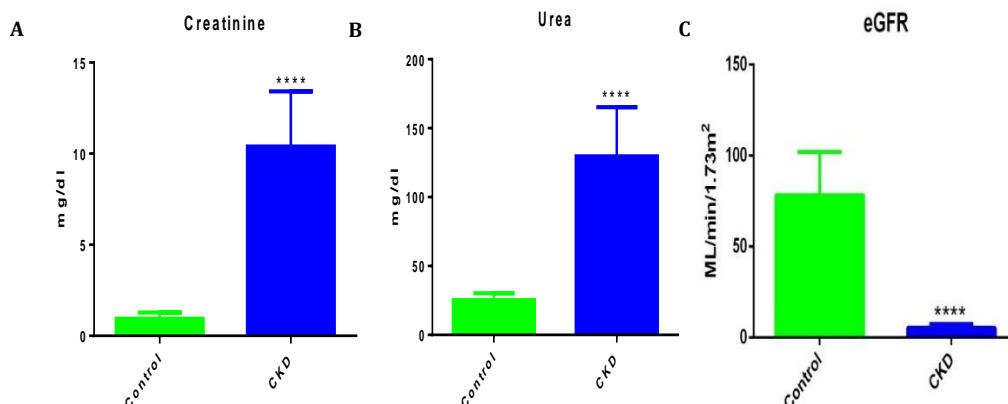 A
Creatinine
mg/dl
15
10
5
0
****
Control
CKD
B
Urea
mg/dl
200
150
100
50
0
****
Control
CKD
C
eGFR
ML/min/1.73m²
150
100
50
0
****
Control
CKD